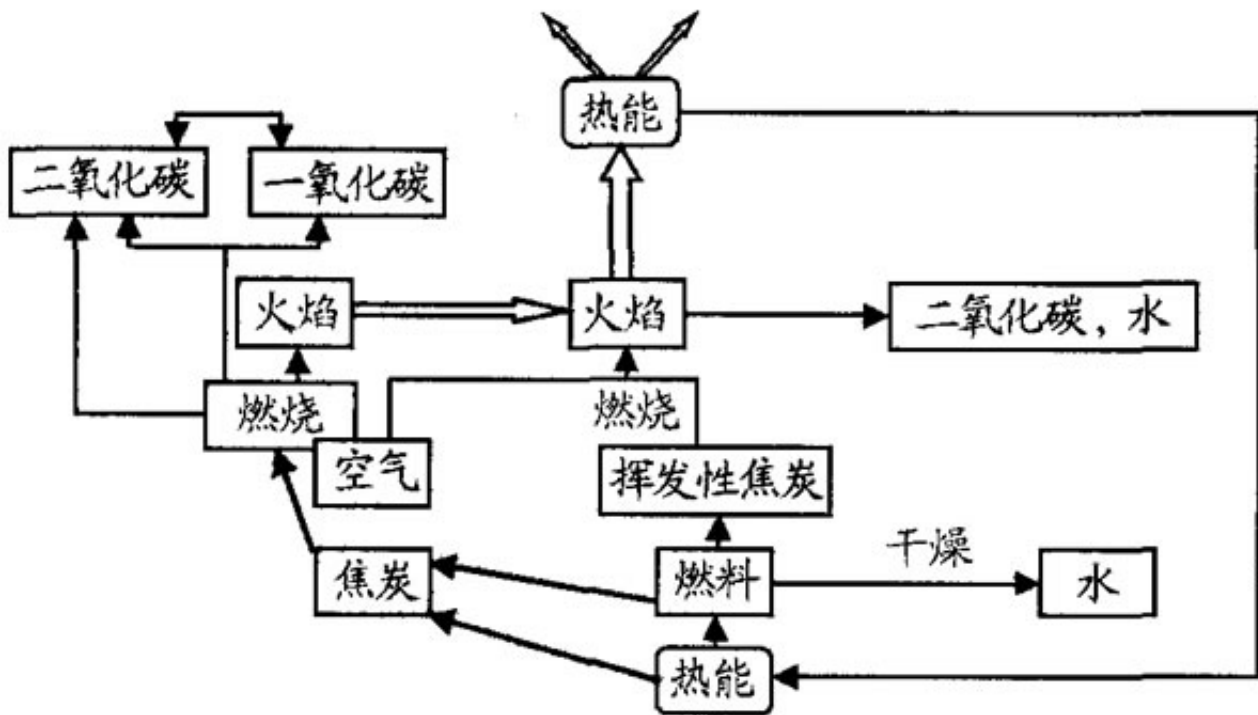 热能
二氧化碳
一氧化碳
火焰
火焰
二氧化碳，水
燃烧
燃烧
空气
挥发性焦炭
干燥
焦炭
燃料
水
热能